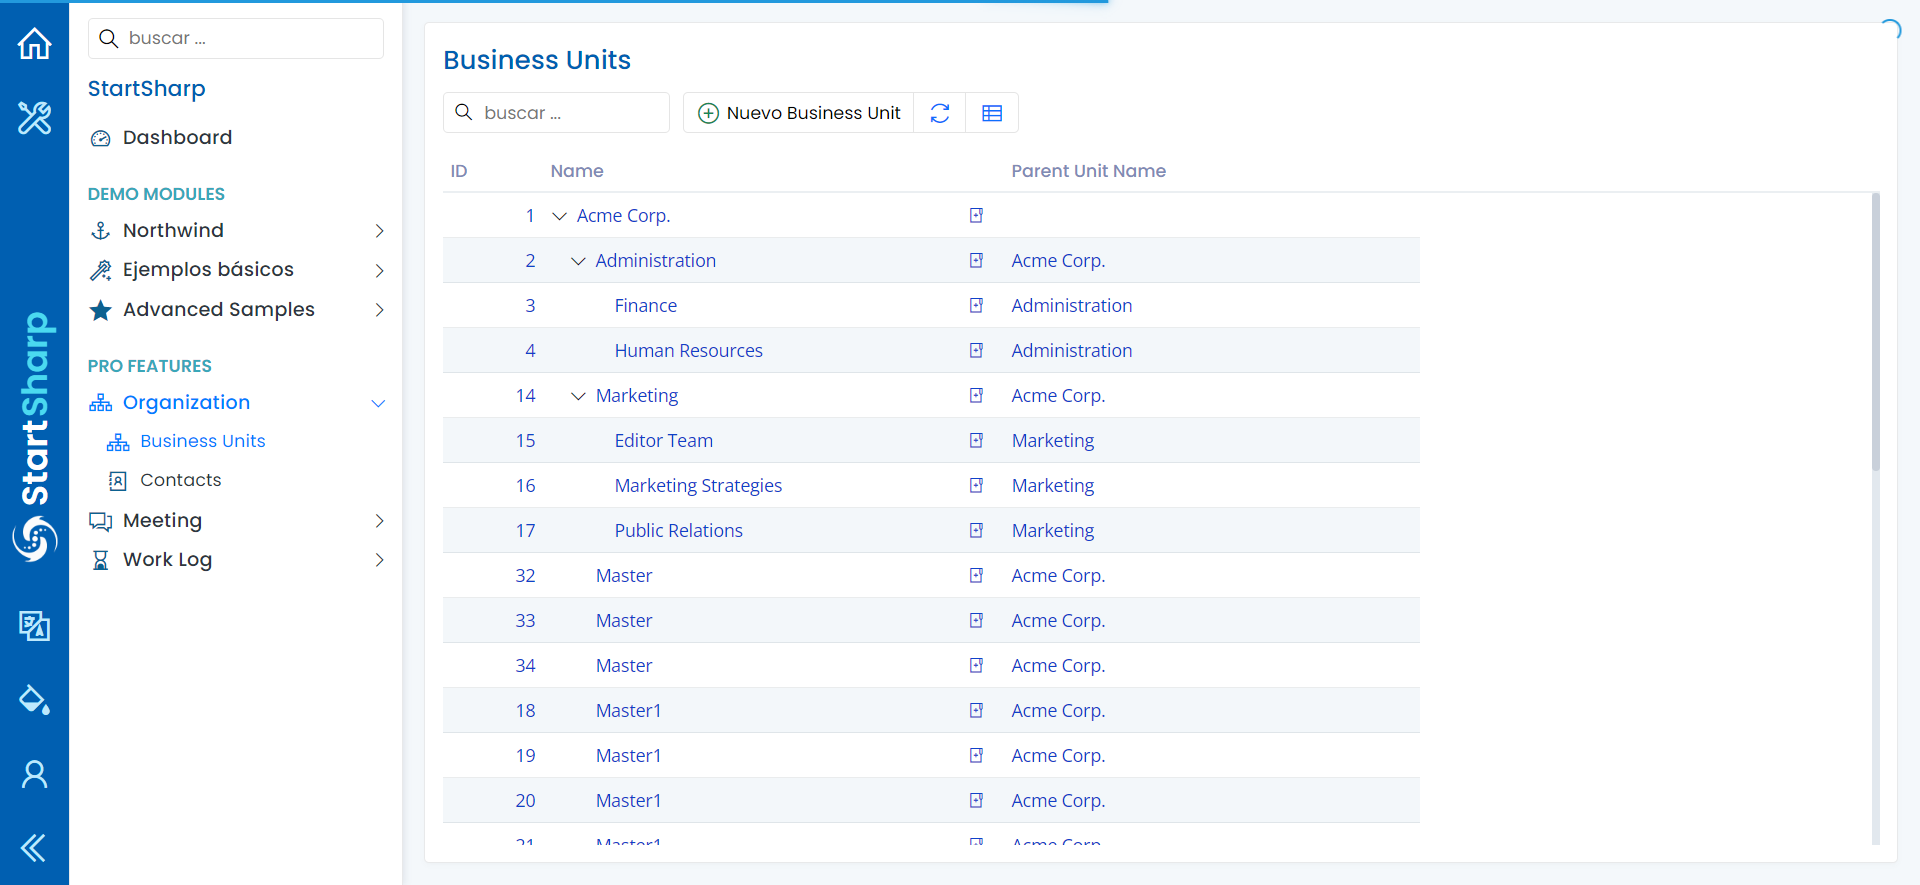 buscar ...
StartSharp
Dashboard
DEMO MODULES
Northwind
Ejemplos básicos
Advanced Samples
PRO FEATURES
Organization
Business Units
Contacts
Meeting
Work Log
StartSharp
Business Units
buscar ...
Nuevo Business Unit
ID Name Parent Unit Name
1 Acme Corp.
2 Administration Acme Corp.
3 Finance Administration
4 Human Resources Administration
14 Marketing Acme Corp.
15 Editor Team Marketing
16 Marketing Strategies Marketing
17 Public Relations Marketing
32 Master Acme Corp.
33 Master Acme Corp.
34 Master Acme Corp.
18 Master1 Acme Corp.
19 Master1 Acme Corp.
20 Master1 Acme Corp.
21 Master1 Acme Corp.